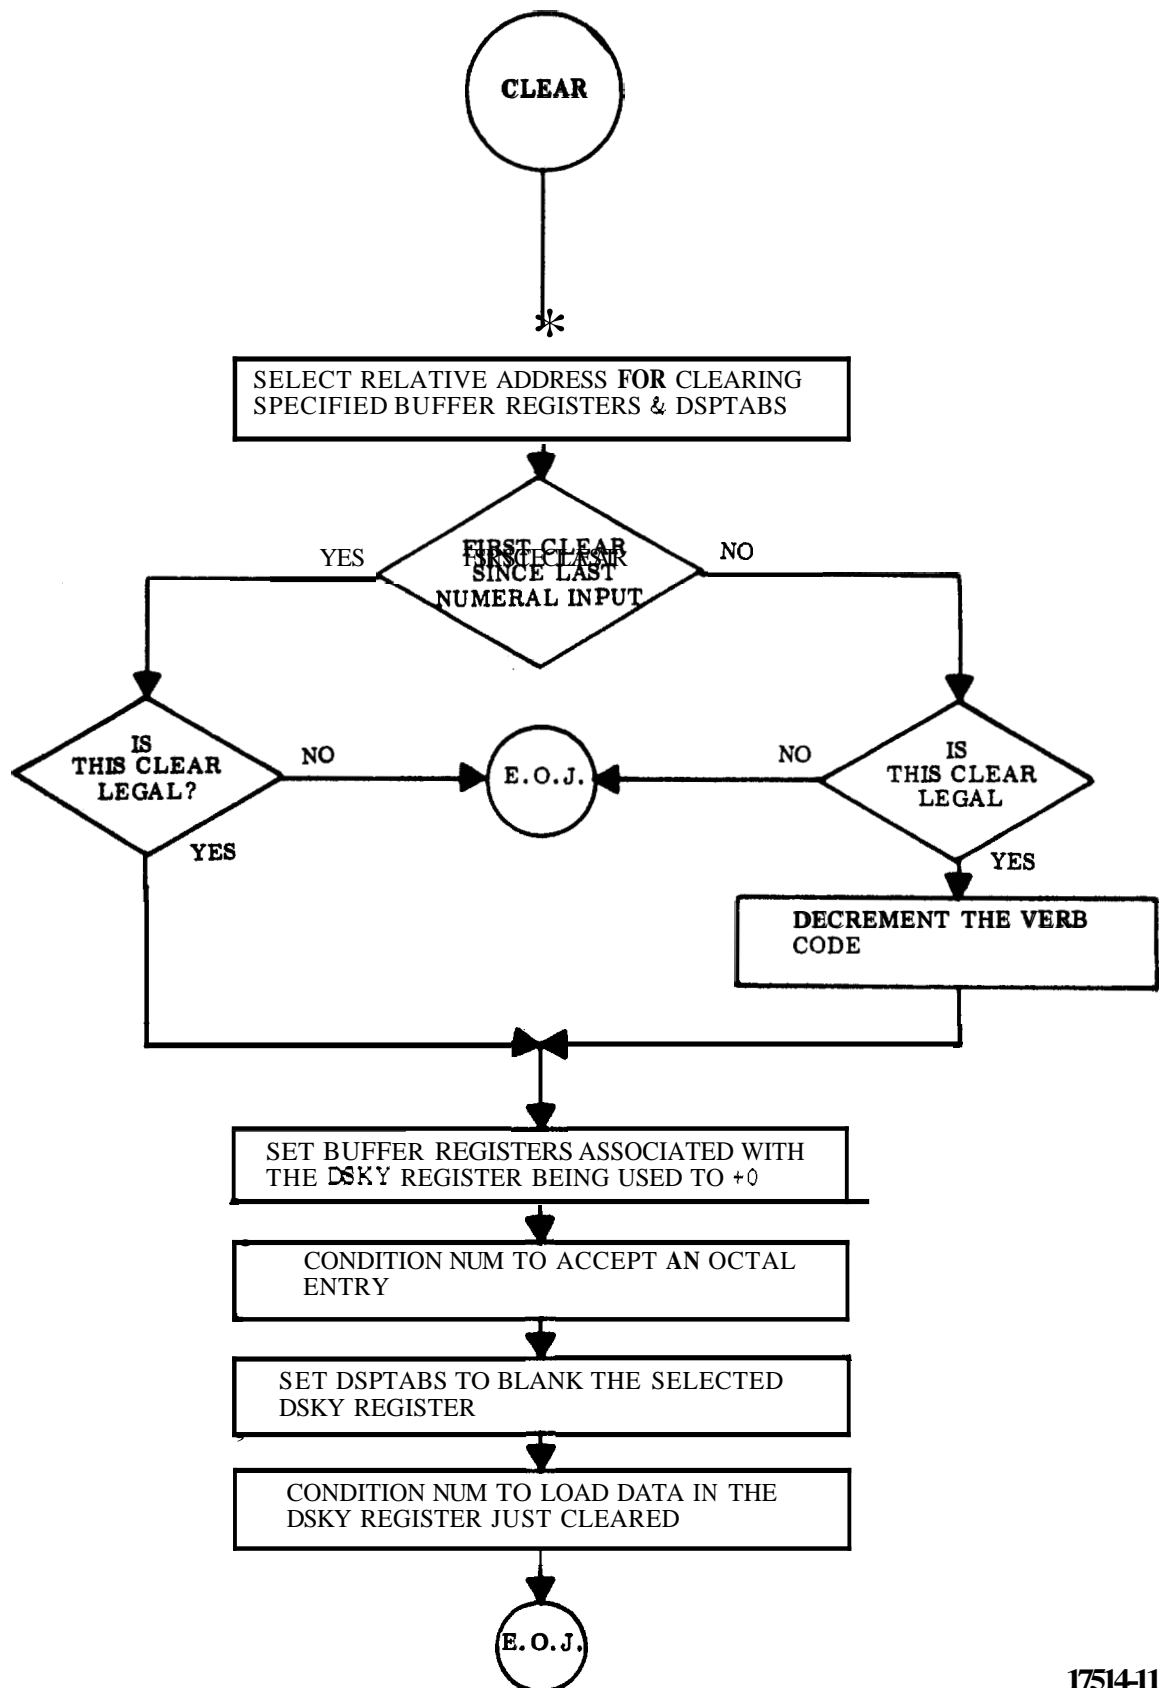 CLEAR
*
SELECT RELATIVE ADDRESS FOR CLEARING
SPECIFIED BUFFER REGISTERS & DSPTABS
YES
FIRST CLEAR
SINCE LAST
NUMERAL INPUT
NO
IS
THIS CLEAR
LEGAL?
NO
YES
E.O.J.
NO
IS
THIS CLEAR
LEGAL
YES
DECREMENT THE VERB
CODE
SET BUFFER REGISTERS ASSOCIATED WITH
THE DSKY REGISTER BEING USED TO +0
CONDITION NUM TO ACCEPT AN OCTAL
ENTRY
SET DSPTABS TO BLANK THE SELECTED
DSKY REGISTER
CONDITION NUM TO LOAD DATA IN THE
DSKY REGISTER JUST CLEARED
E.O.J.
17514-11